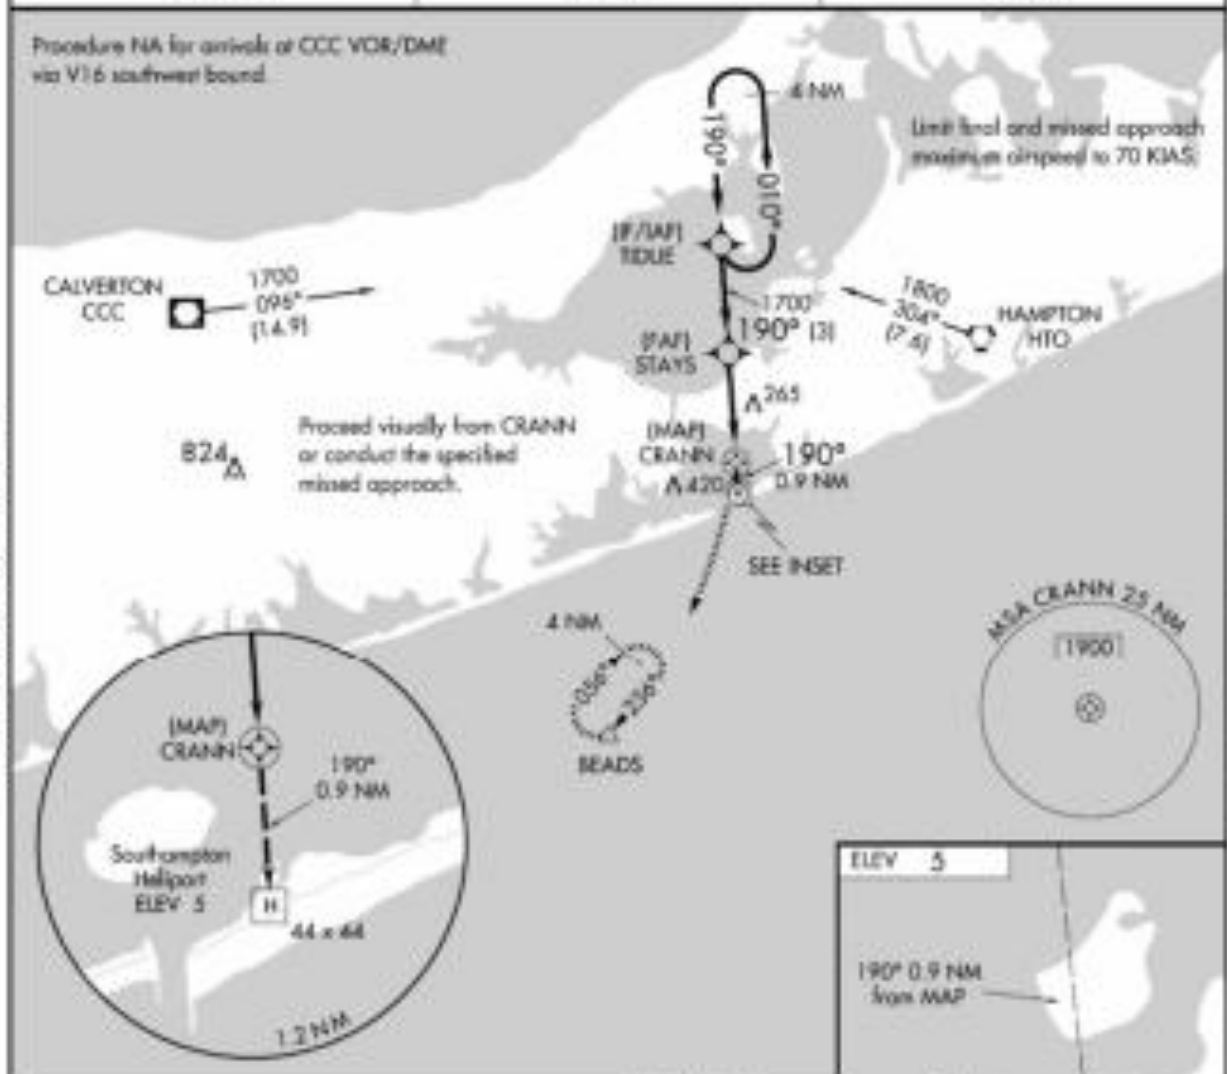 Procedure NA for arrivals at CCC VOR/DME
via V16 southwest bound.
4 NM
190°
010°
Limit final and missed approach
maximum airspeed to 70 KIAS.
(IF/IAF)
TIDUE
CALVERTON
CCC
1700
096°
(14.9)
1700
190° (3)
1800
304°
(7.4)
HAMPTON
HTO
(FAF)
STAYS
265
Proceed visually from CRANN
or conduct the specified
missed approach.
824
(MAP)
CRANN
190°
0.9 NM
420
SEE INSET
4 NM
056°
236°
BEADS
MSA CRANN 25 NM
1900
(MAP)
CRANN
190°
0.9 NM
Southampton
Heliport
ELEV 5
H
44 x 44
1.2 NM
ELEV 5
190° 0.9 NM
from MAP